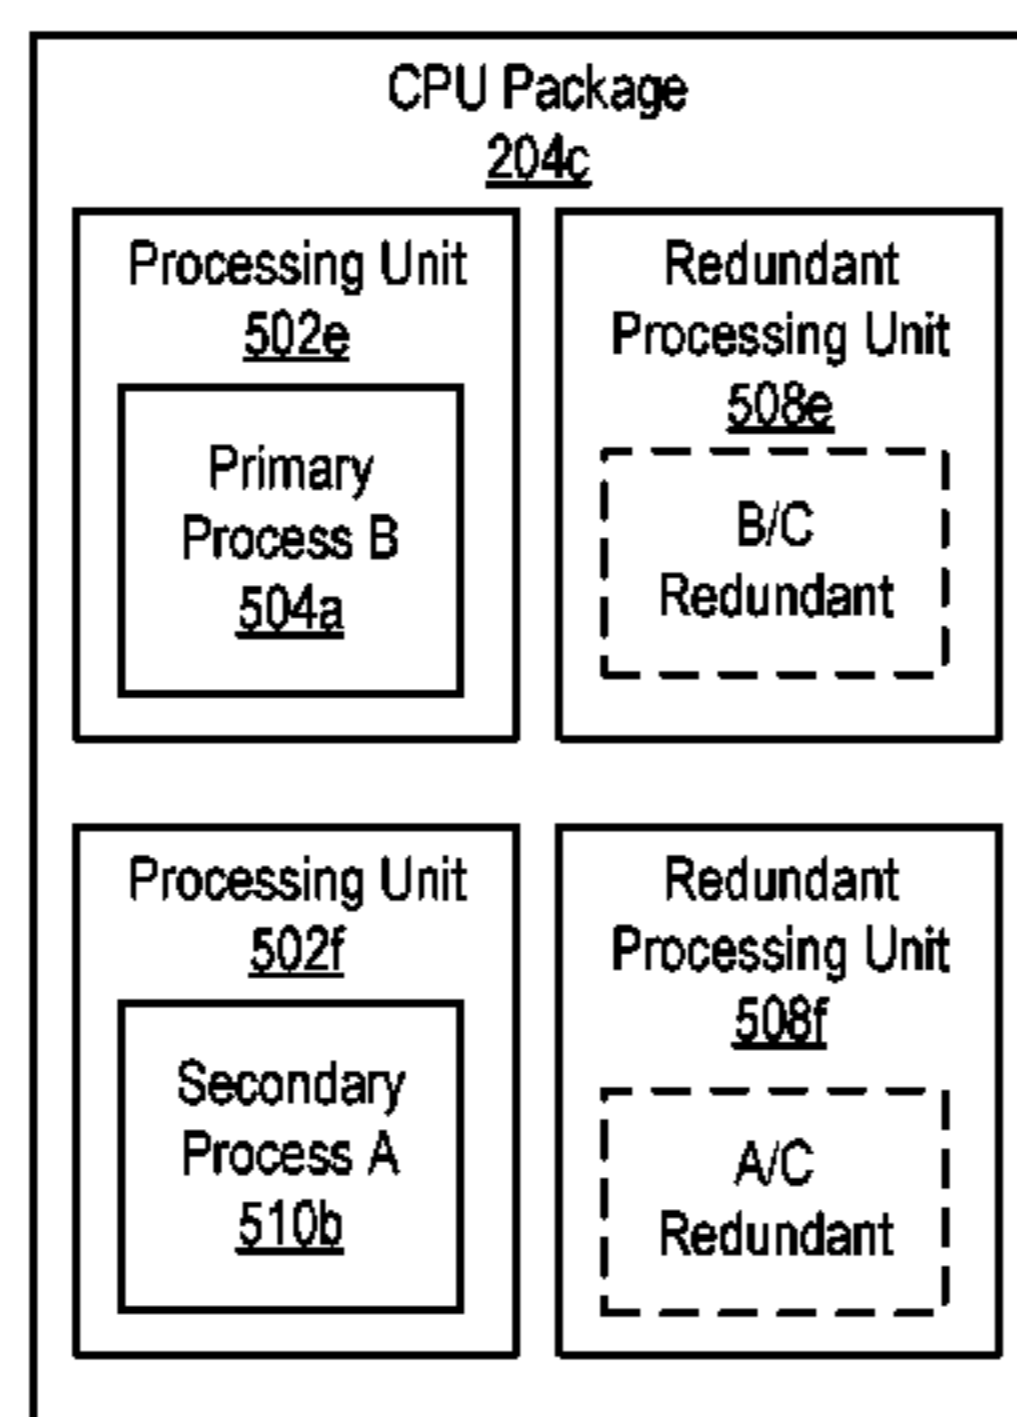 CPU Package
204c
Processing Unit
502e
Primary
Process B
504a
Redundant
Processing Unit
508e
B/C
Redundant
Processing Unit
502f
Secondary
Process A
510b
Redundant
Processing Unit
508f
A/C
Redundant